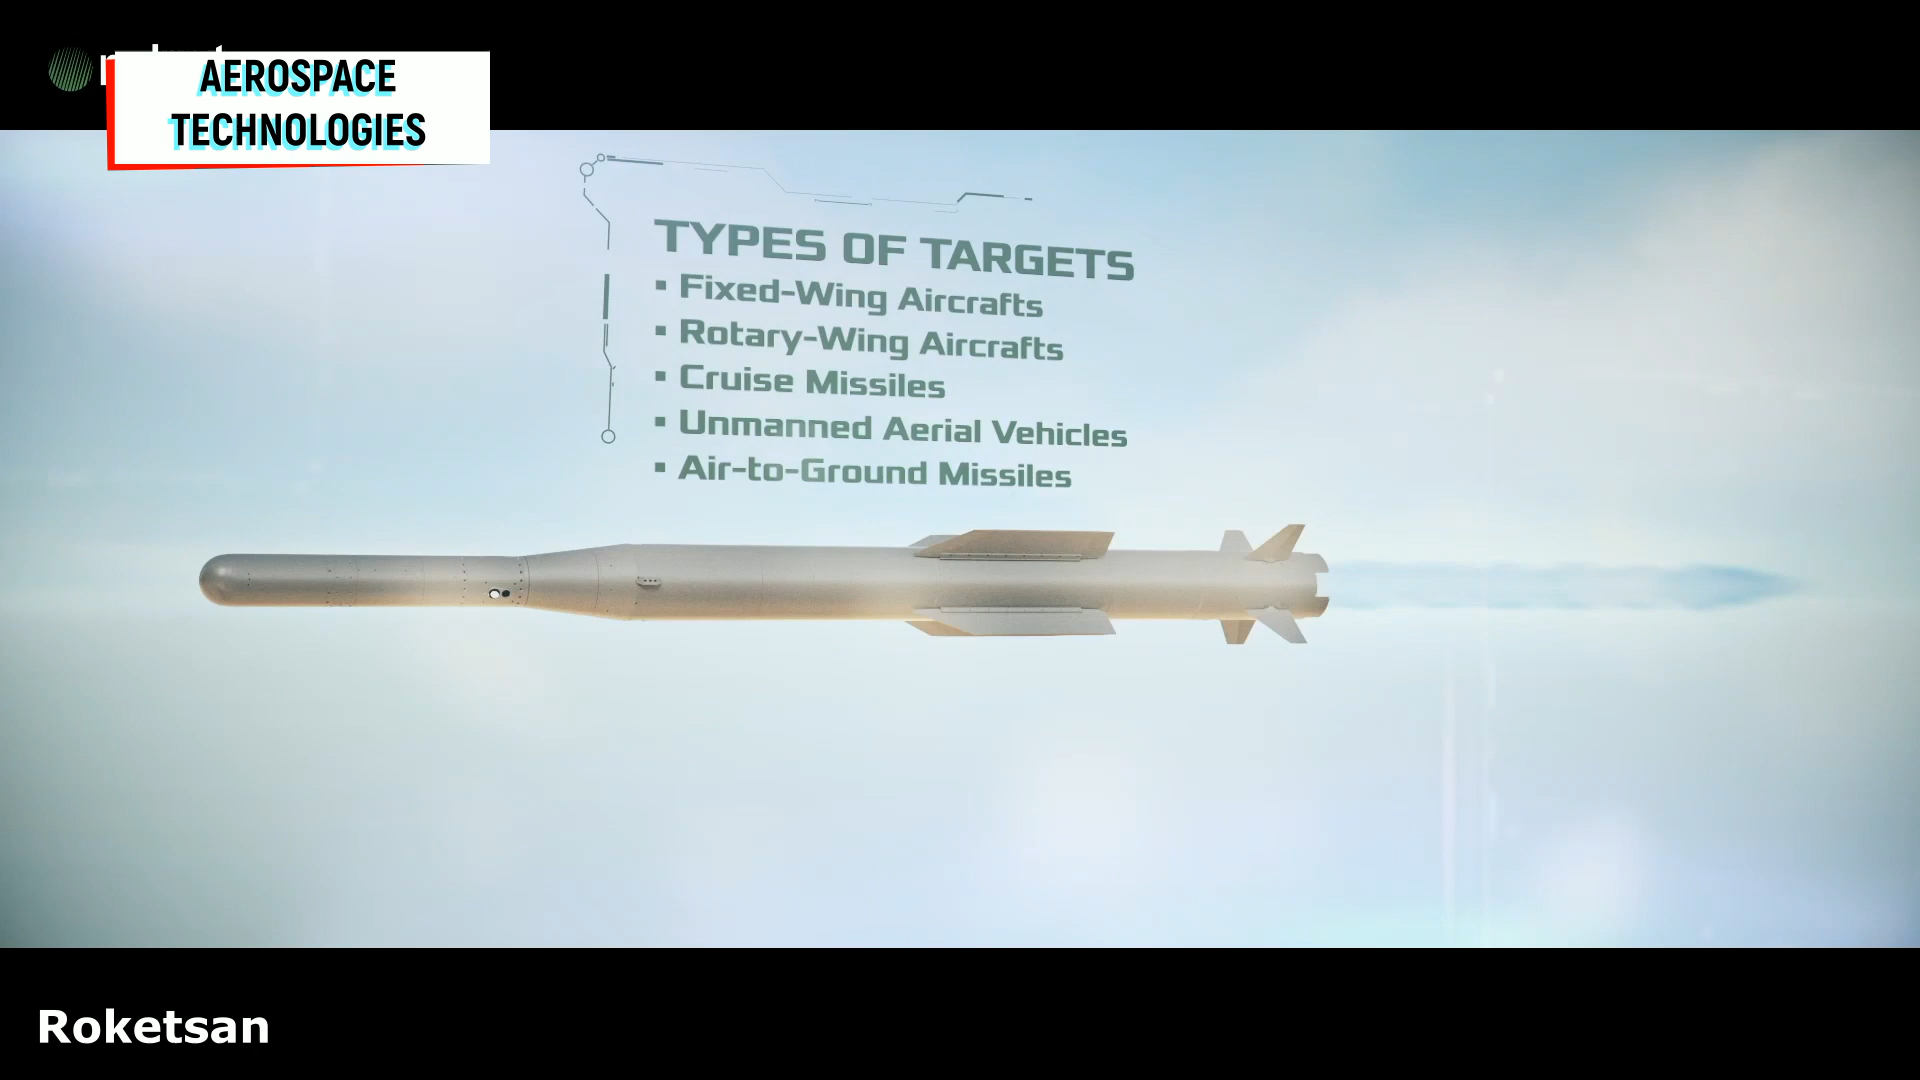 AEROSPACE
TECHNOLOGIES
TYPES OF TARGETS
▪ Fixed-Wing Aircrafts
▪ Rotary-Wing Aircrafts
▪ Cruise Missiles
▪ Unmanned Aerial Vehicles
▪ Air-to-Ground Missiles
Roketsan